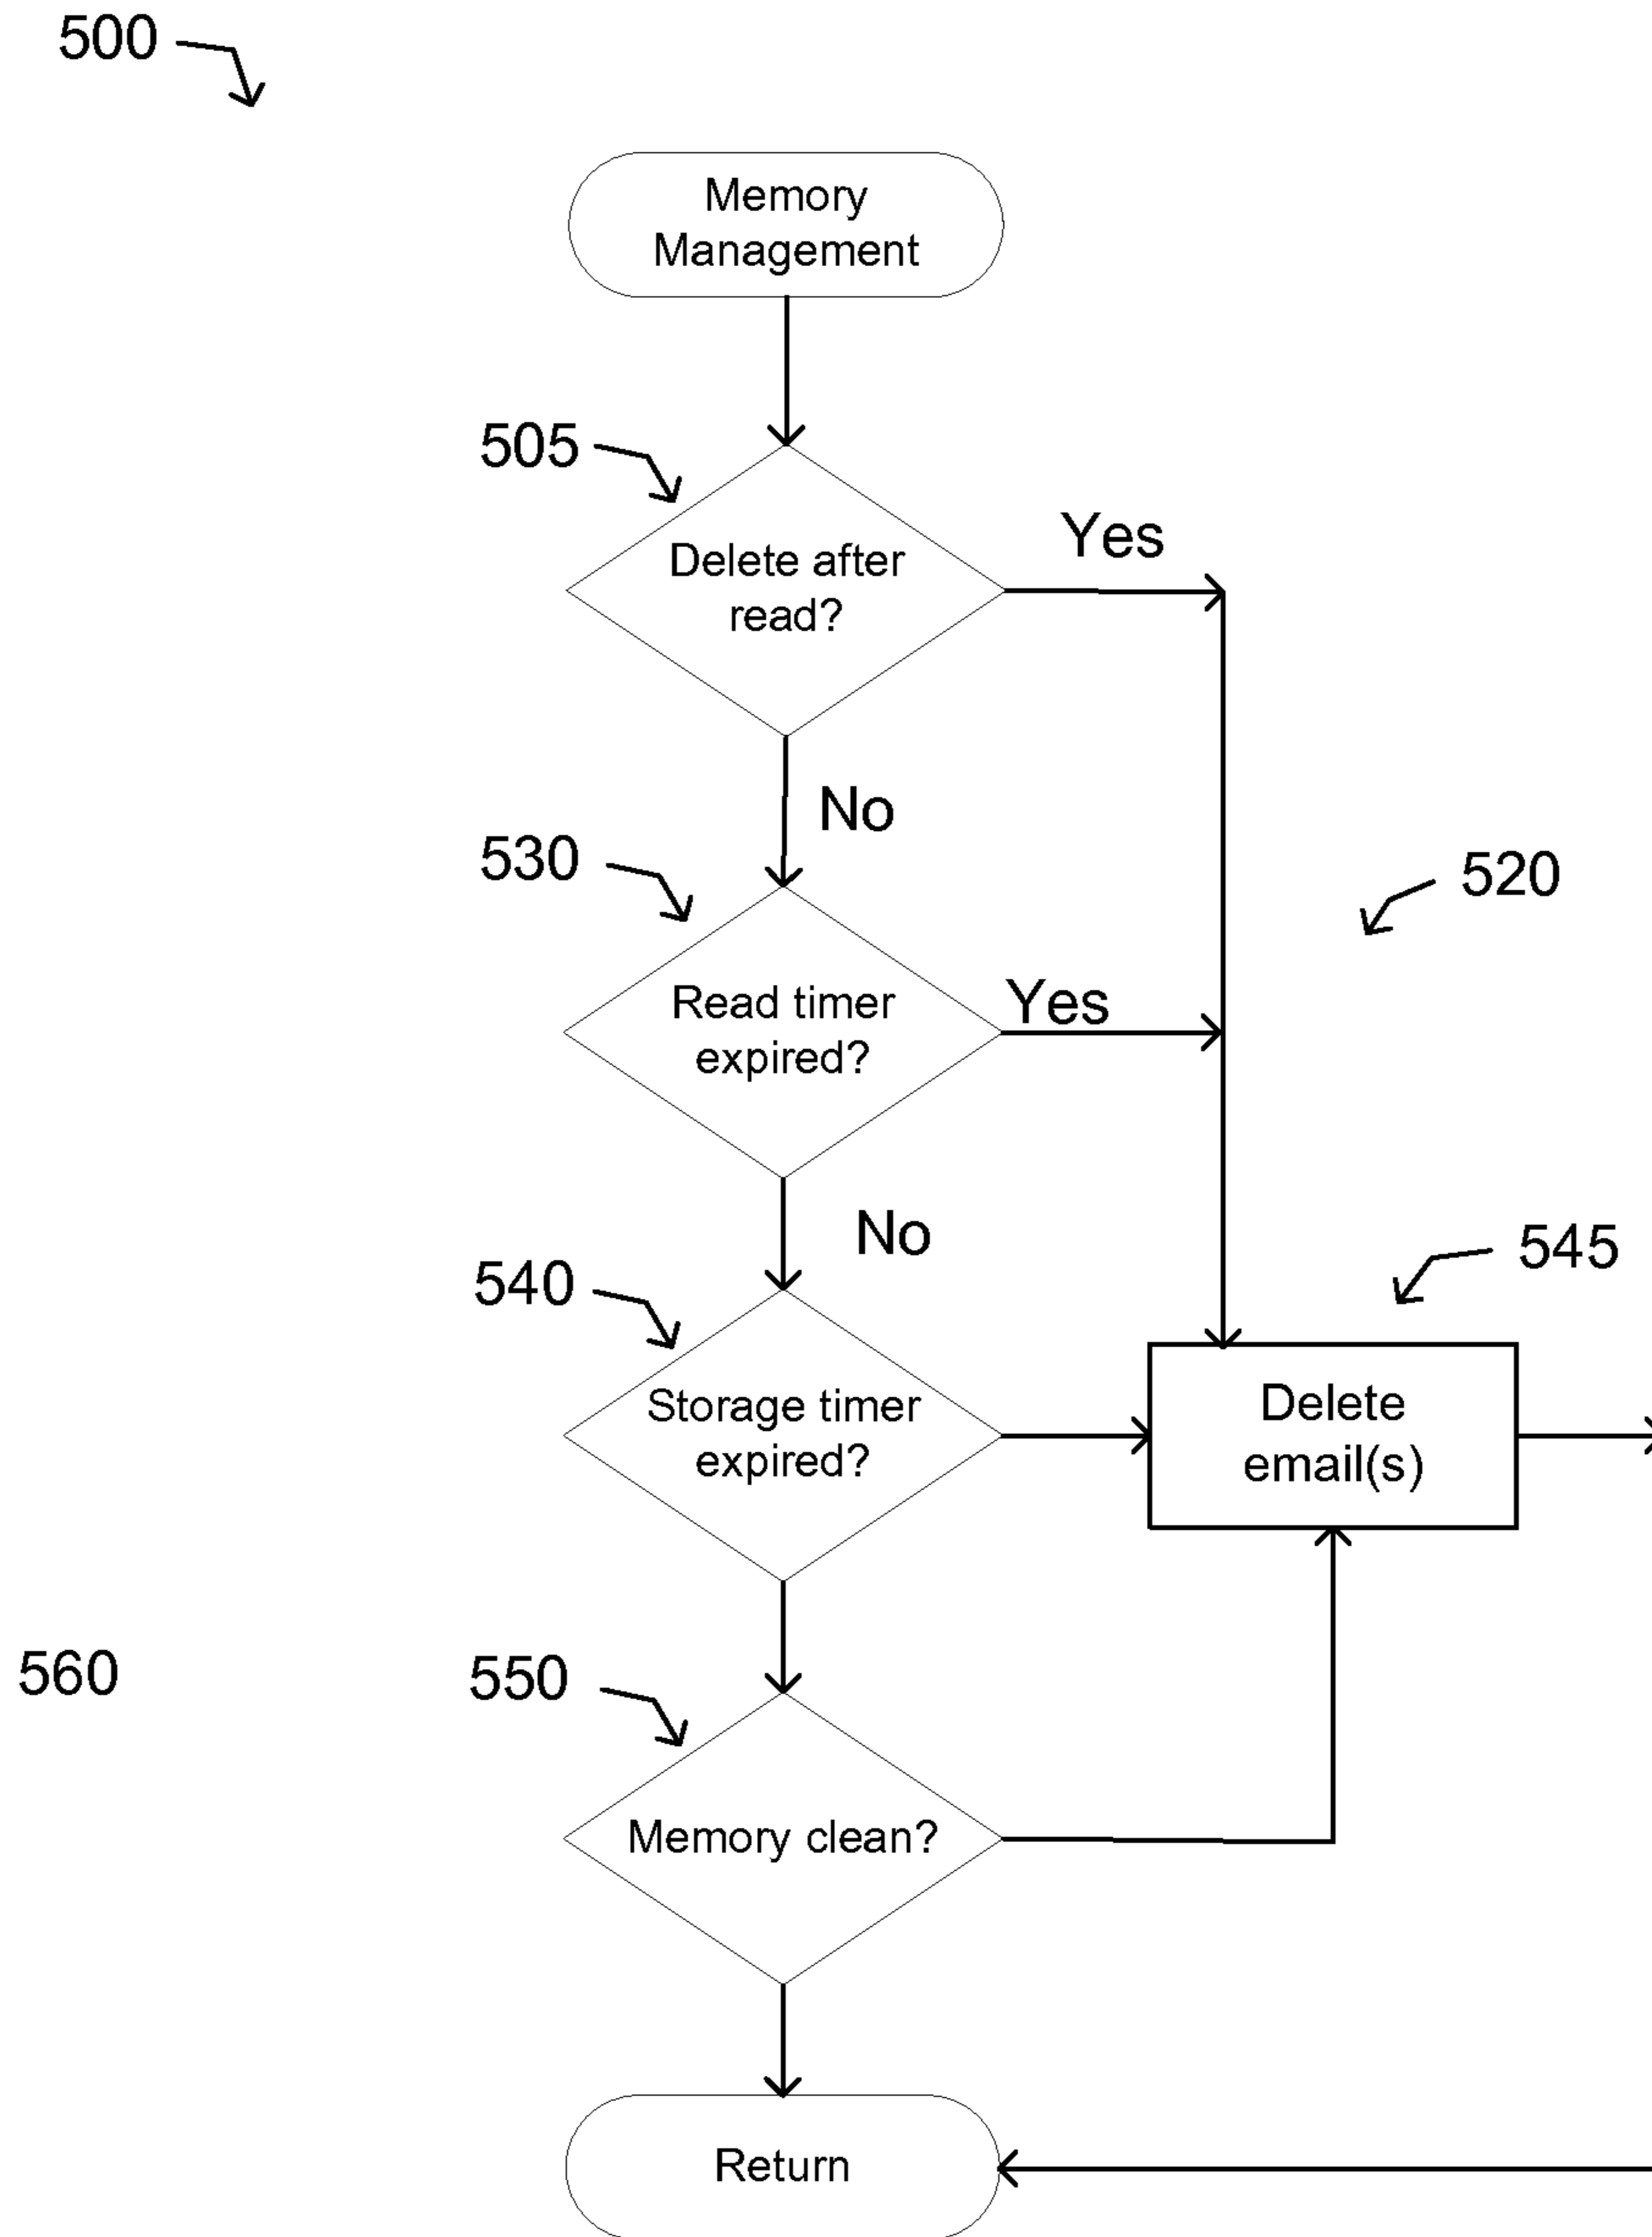 500
Memory
Management
505
Delete after
read?
Yes
No
530
520
Read timer
expired?
Yes
No
540
545
Storage timer
expired?
Delete
email(s)
560
550
Memory clean?
Return